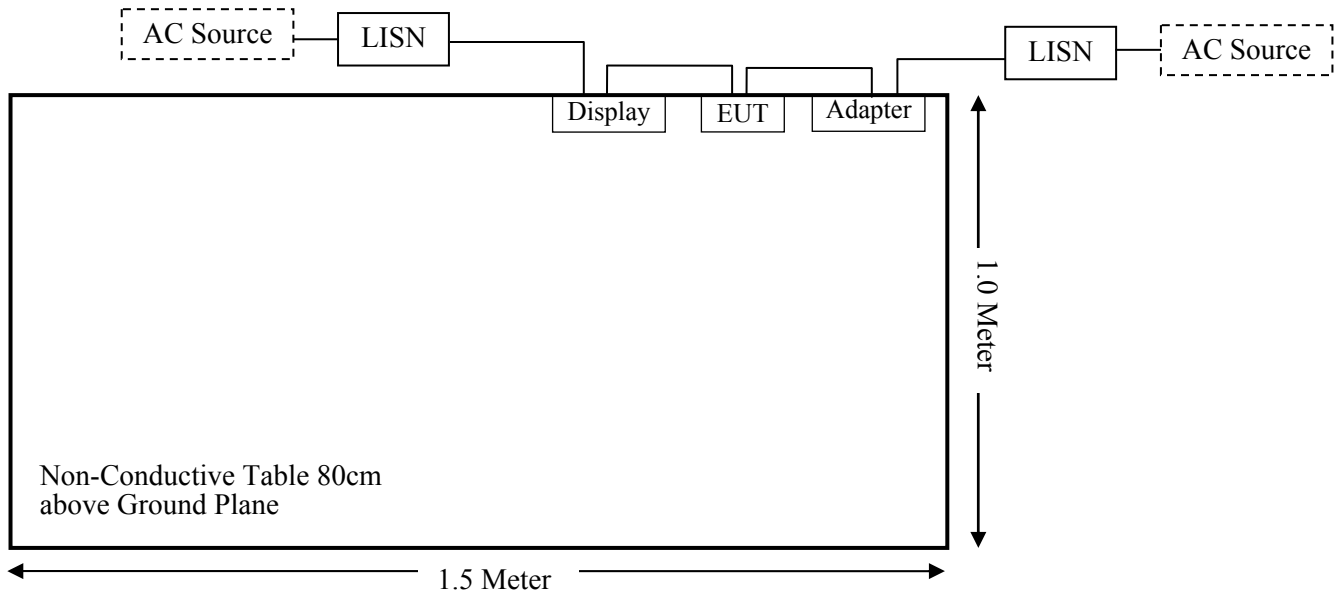 AC Source
LISN
LISN
AC Source
Display
EUT
Adapter
1.0 Meter
Non-Conductive Table 80cm
above Ground Plane
1.5 Meter